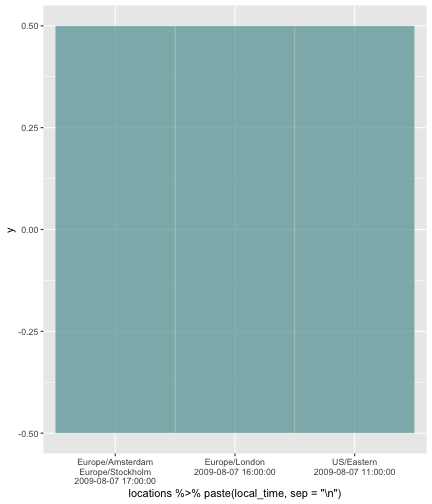 0.50
0.25
0.00
-0.25
-0.50
y
Europe/Amsterdam
Europe/Stockholm
2009-08-07 17:00:00
Europe/London
2009-08-07 16:00:00
US/Eastern
2009-08-07 11:00:00
locations %>% paste(local_time, sep = "\n")